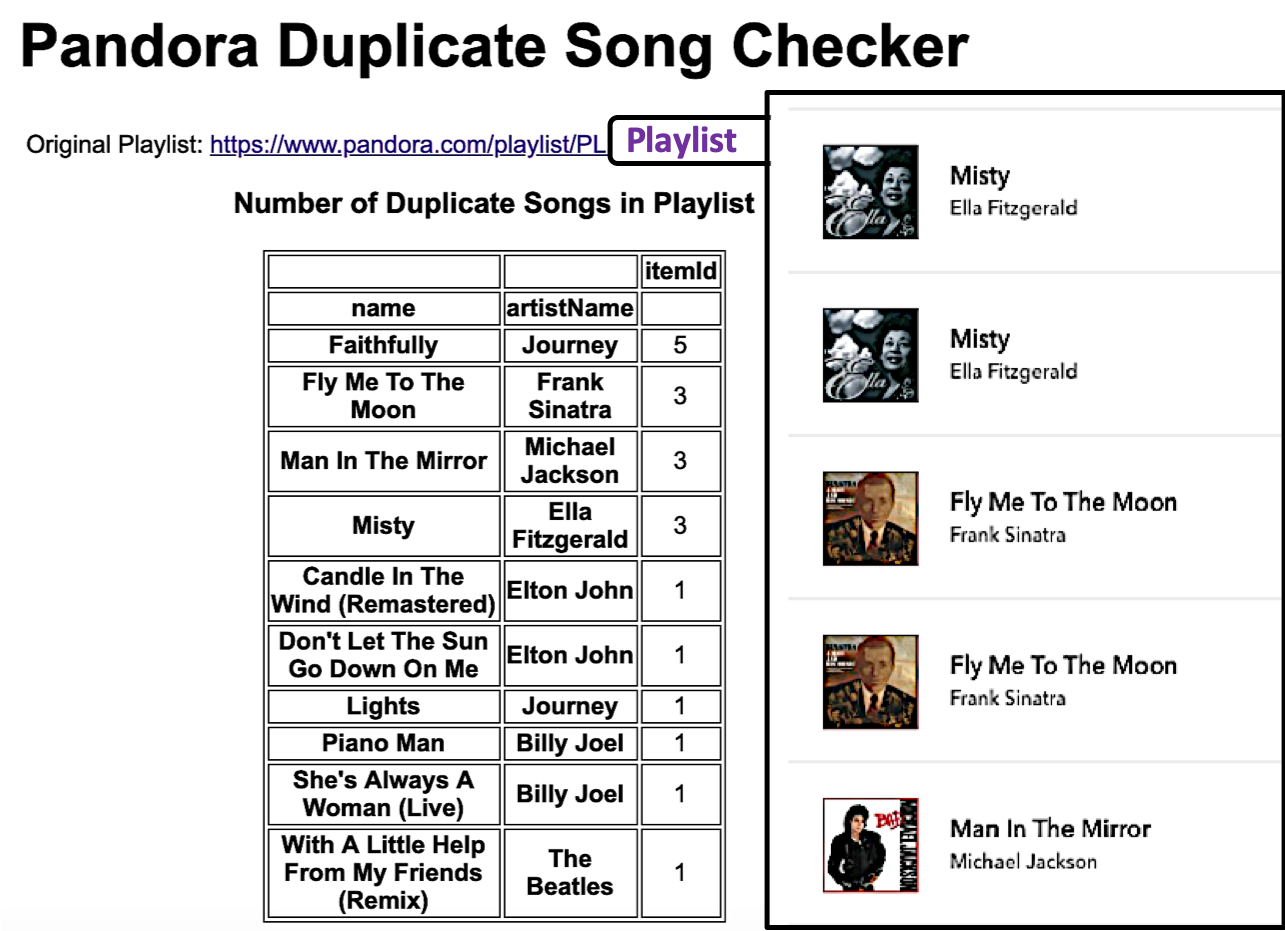 Pandora Duplicate Song Checker
Original Playlist: https://www.pandora.com/playlist/PL
Playlist
Number of Duplicate Songs in Playlist
itemId
name artistName
Faithfully Journey 5
Fly Me To The
Moon
Frank
Sinatra
3
Man In The Mirror
Michael
Jackson
3
Misty
Ella
Fitzgerald
3
Candle In The
Wind (Remastered)
Elton John
1
Don't Let The Sun
Go Down On Me
Elton John
1
Lights Journey 1
Piano Man Billy Joel 1
She's Always A
Woman (Live)
Billy Joel
1
With A Little Help
From My Friends
(Remix)
The
Beatles
1
Ella
Misty
Ella Fitzgerald
Ella
Misty
Ella Fitzgerald
SINATRA
Fly Me To The Moon
Frank Sinatra
SINATRA
Fly Me To The Moon
Frank Sinatra
BAD
MICHAEL JACKSON
Man In The Mirror
Michael Jackson